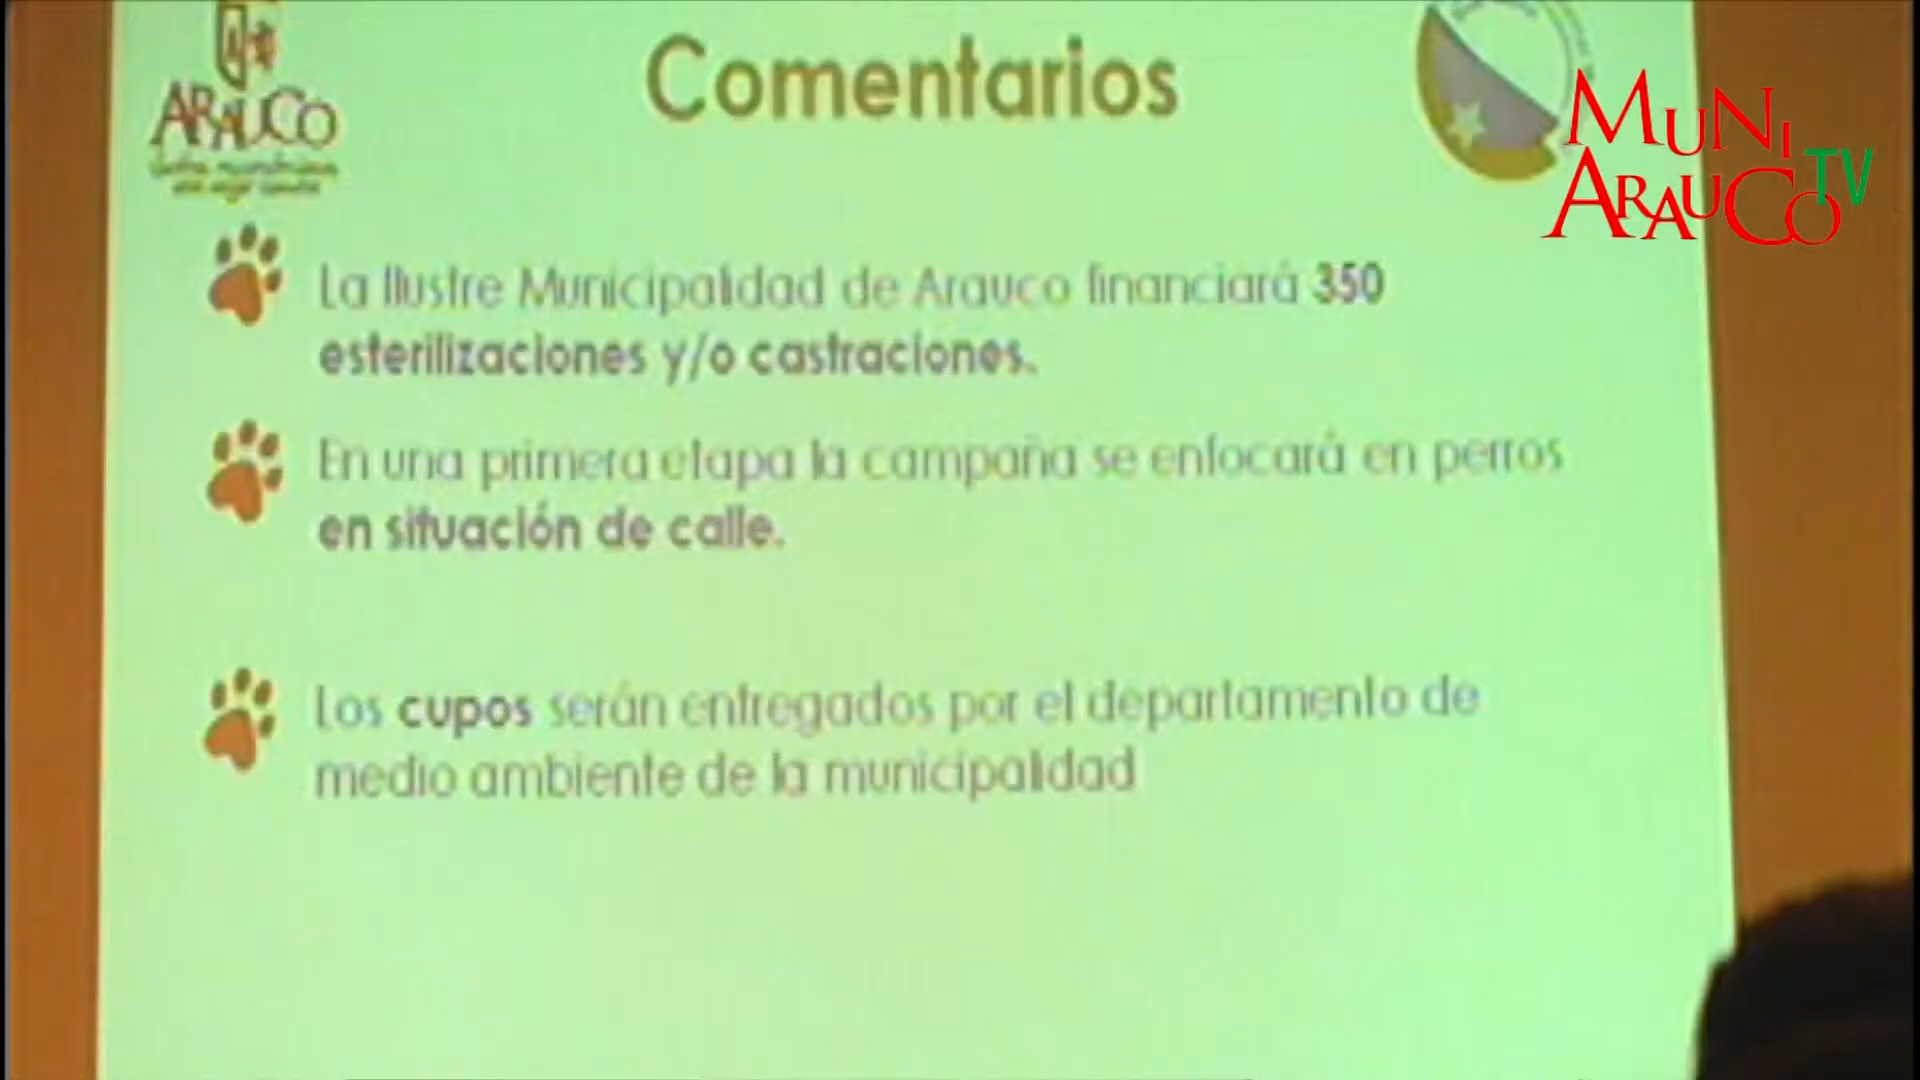 Comentarios
ARAUCO
MUNI
ARAUCO TV
La Ilustre Municipalidad de Arauco financiará 350
esterilizaciones y/o castraciones.
En una primera etapa la campaña se enfocará en perros
en situación de calle.
Los cupos serán entregados por el departamento de
medio ambiente de la municipalidad